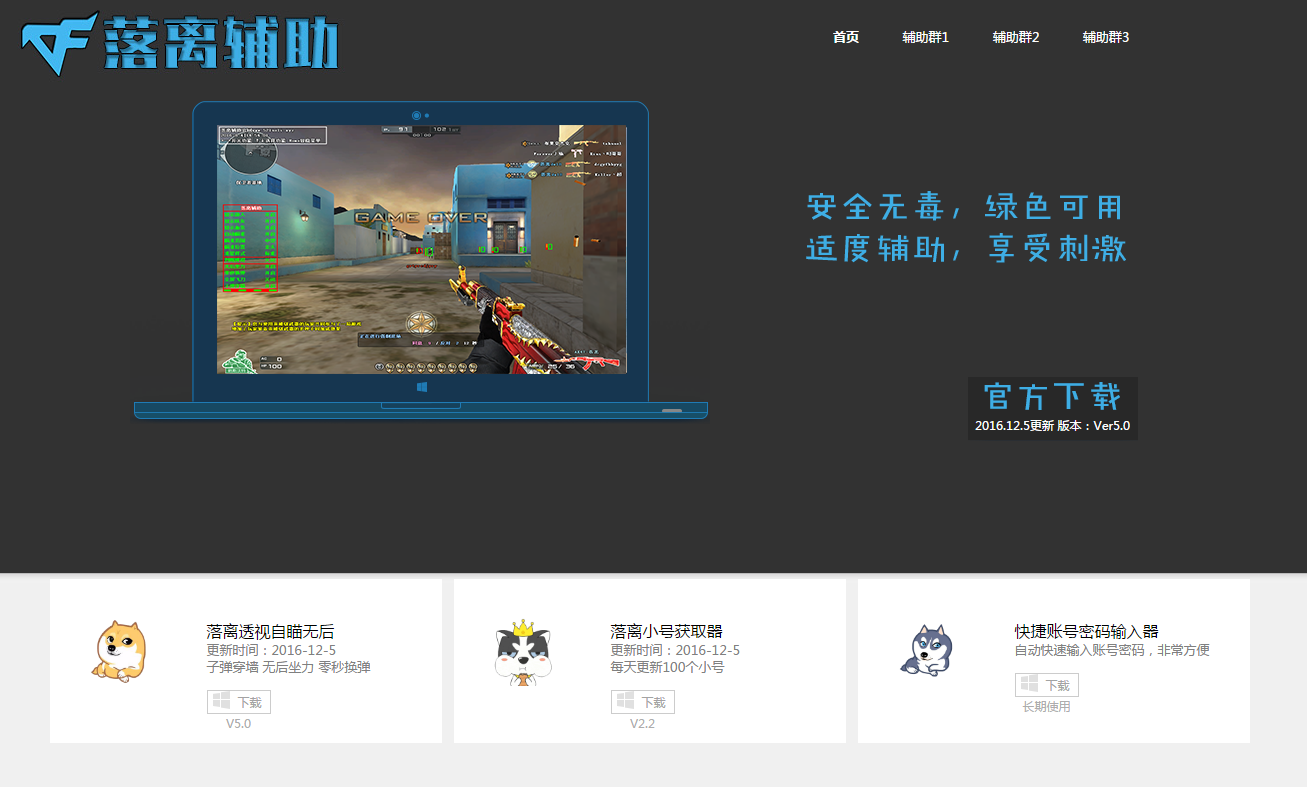 落离辅助
首页
辅助群1
辅助群2
辅助群3
GAME OVER
安全无毒，绿色可用
适度辅助，享受刺激
官方下载
2016.12.5更新 版本：Ver5.0
落离透视自瞄无后
更新时间：2016-12-5
子弹穿墙 无后坐力 零秒换弹
下载
V5.0
落离小号获取器
更新时间：2016-12-5
每天更新100个小号
下载
V2.2
快捷账号密码输入器
自动快速输入账号密码，非常方便
下载
长期使用